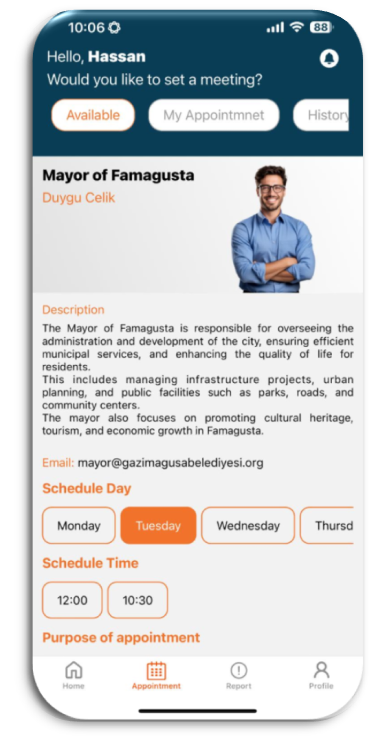 10:06
88
Hello, Hassan
Would you like to set a meeting?
Available
My Appointmnet
History
Mayor of Famagusta
Duygu Celik
Description
The Mayor of Famagusta is responsible for overseeing the
administration and development of the city, ensuring efficient
municipal services, and enhancing the quality of life for
residents.
This includes managing infrastructure projects, urban
planning, and public facilities such as parks, roads, and
community centers.
The mayor also focuses on promoting cultural heritage,
tourism, and economic growth in Famagusta.
Email: mayor@gazimagusabelediyesi.org
Schedule Day
Monday
Tuesday
Wednesday
Thursd
Schedule Time
12:00
10:30
Purpose of appointment
Home
Appointment
Report
Profile